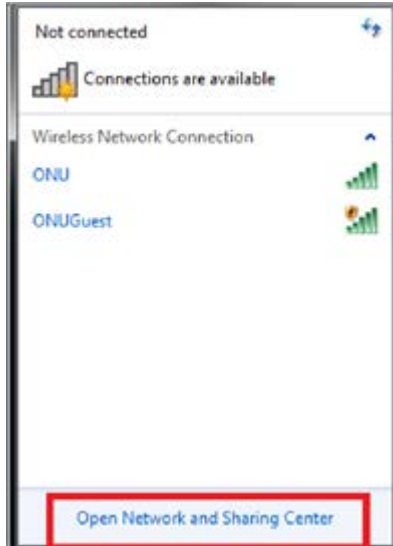 Not connected
Connections are available
Wireless Network Connection
ONU
ONUGuest
Open Network and Sharing Center